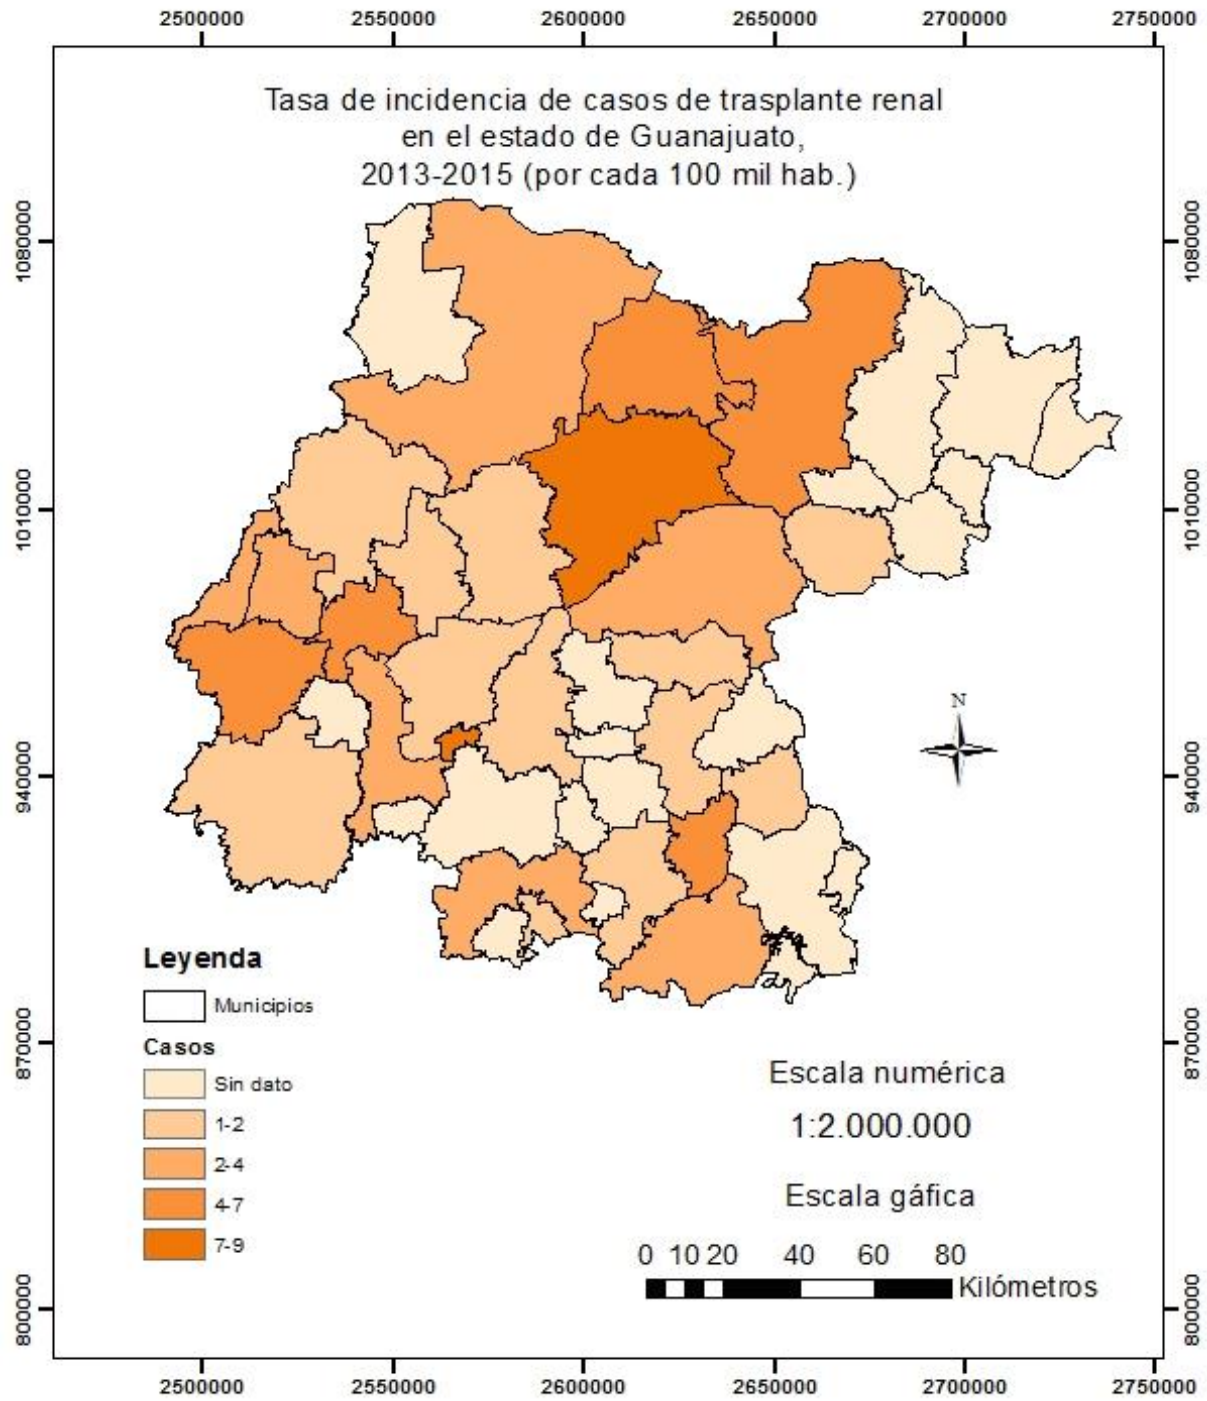 2500000 2550000 2600000 2650000 2700000 2750000
Tasa de incidencia de casos de trasplante renal
en el estado de Guanajuato,
2013-2015 (por cada 100 mil hab.)
1080000 1080000
1010000 1010000
N
940000 940000
Leyenda
Municipios
Casos
Sin dato
1-2
2-4
4-7
7-9
870000 870000
Escala numérica
1:2.000.000
Escala gáfica
0 10 20 40 60 80
Kilómetros
800000 800000
2500000 2550000 2600000 2650000 2700000 2750000